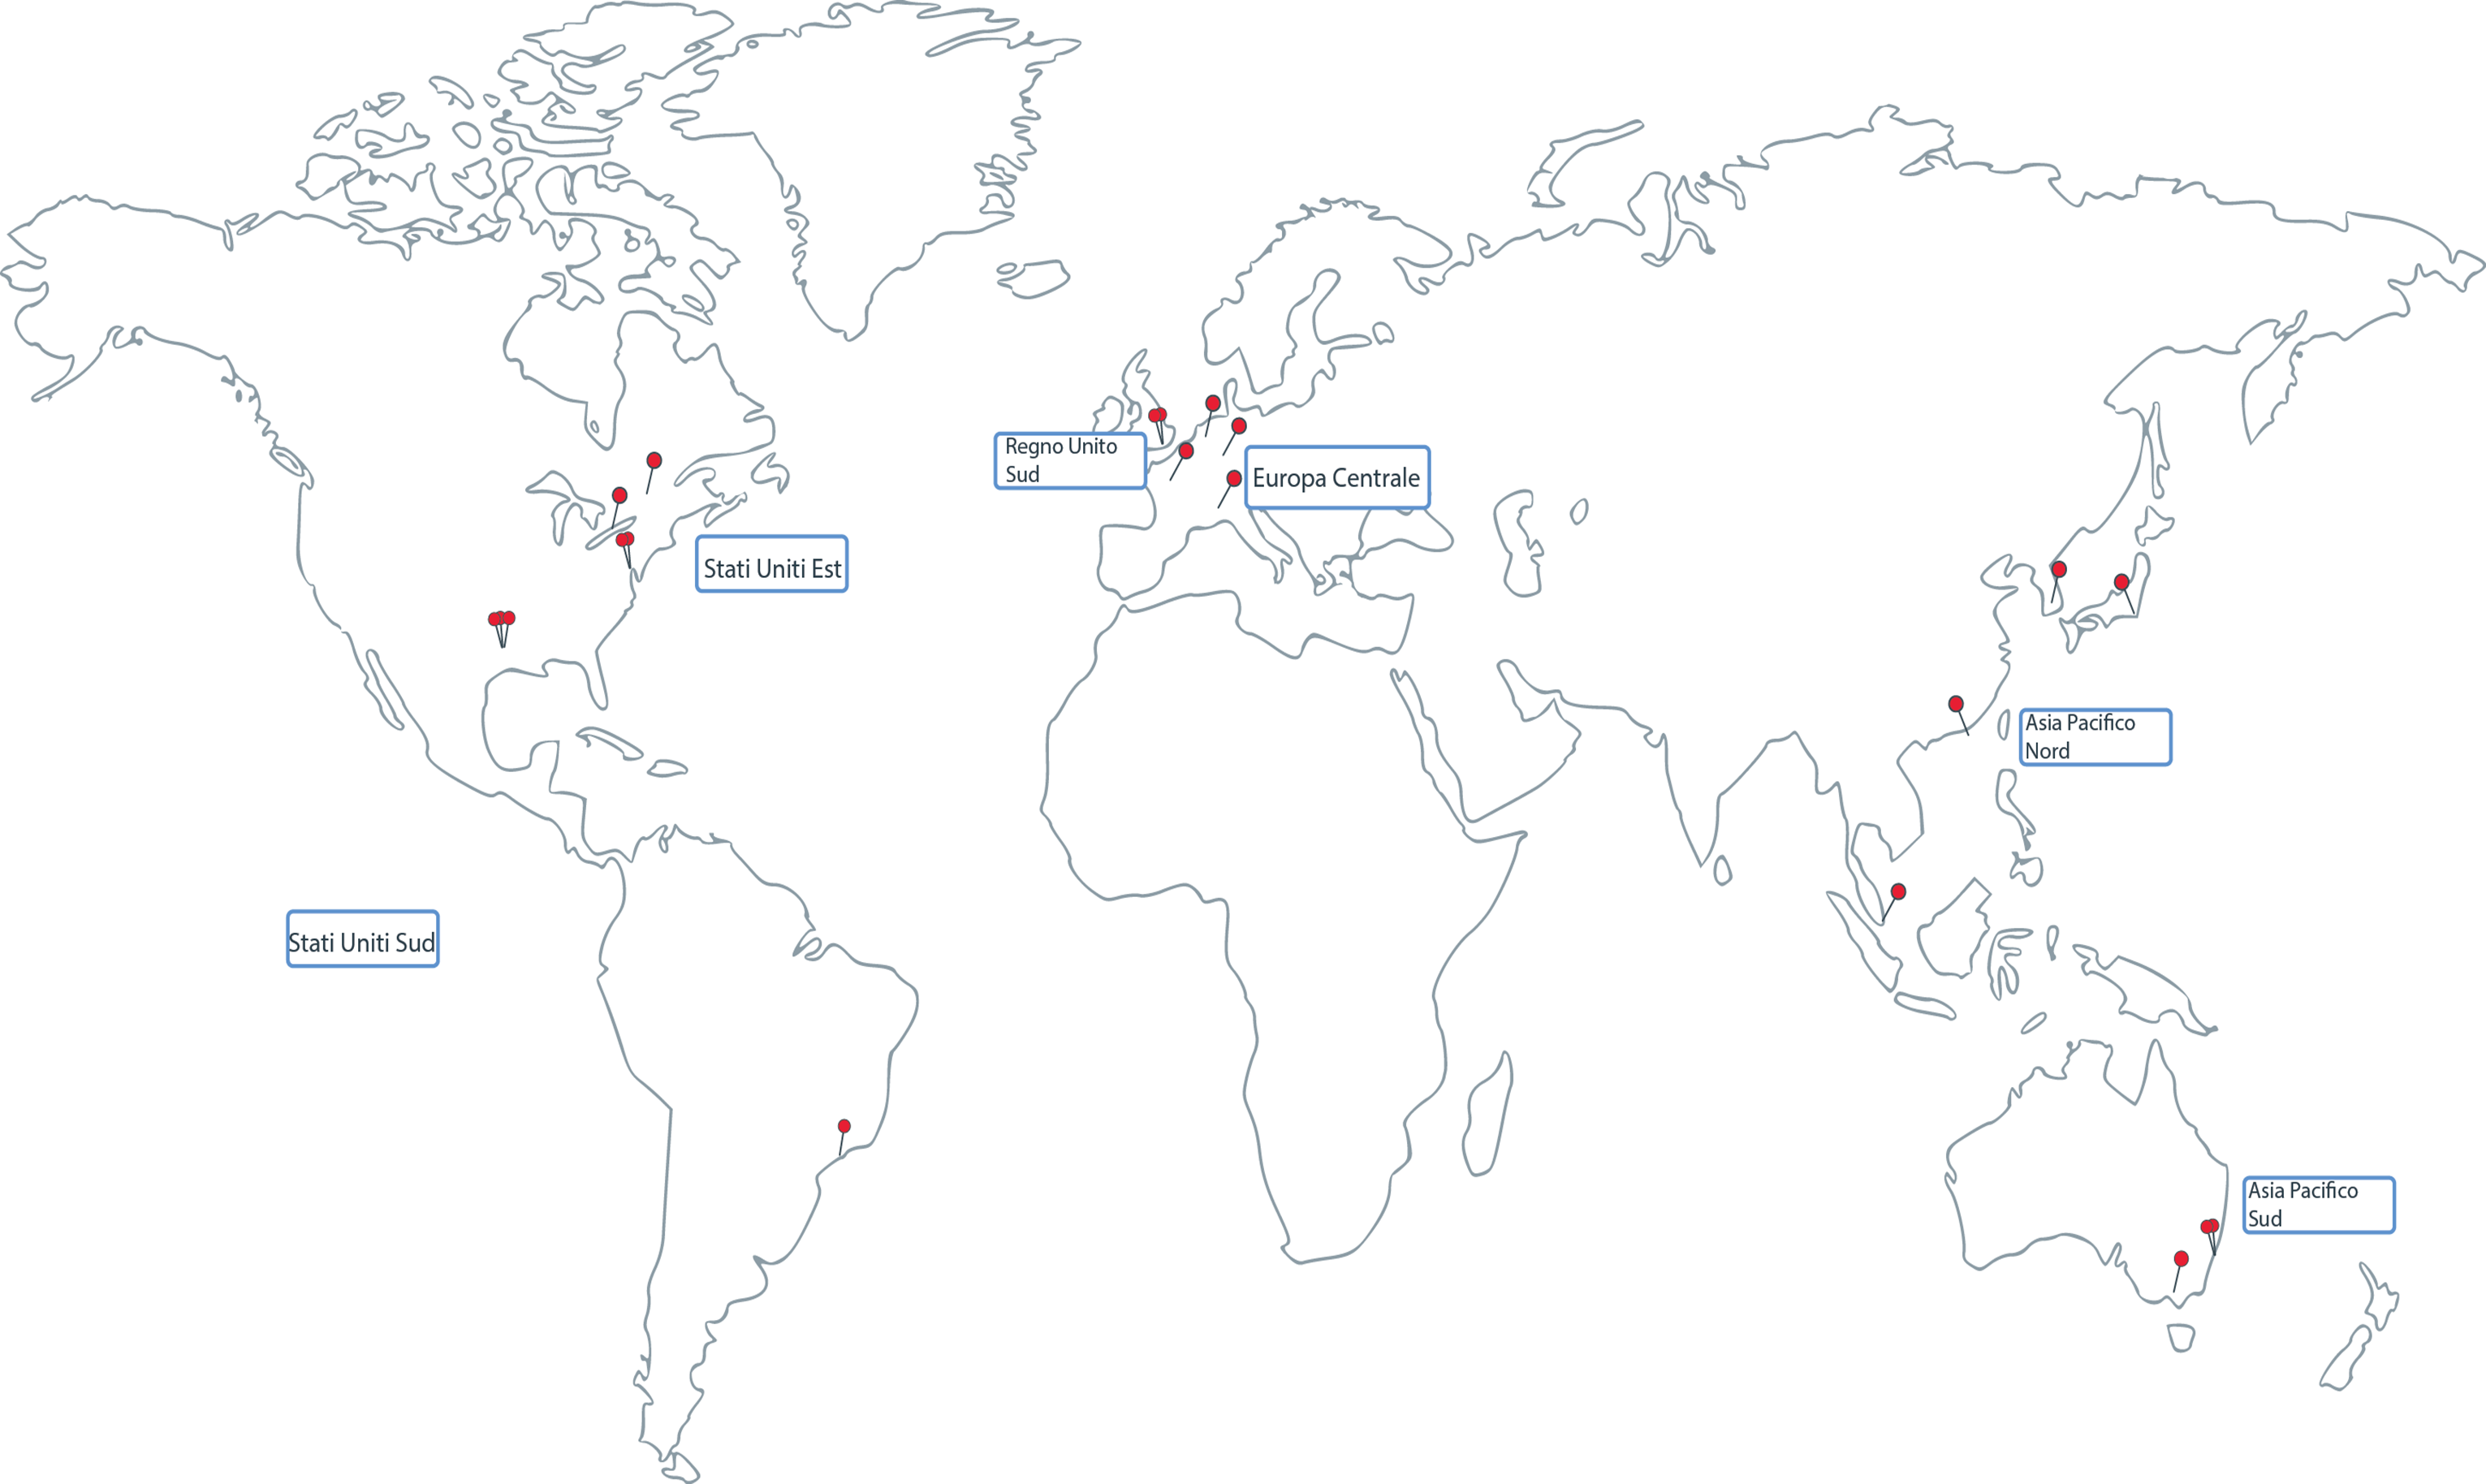 Regno Unito
Sud
Europa Centrale
Stati Uniti Est
Asia Pacifico
Nord
Stati Uniti Sud
Asia Pacifico
Sud